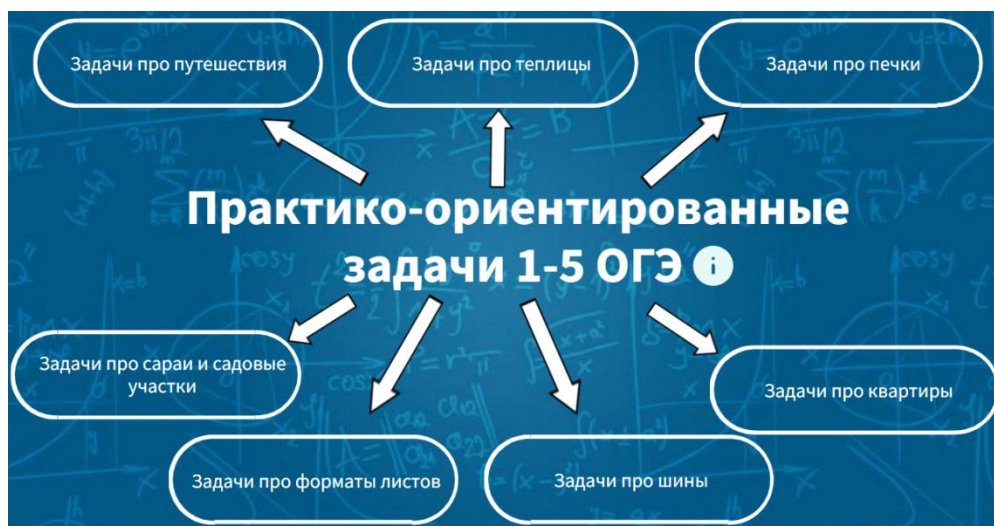 Задачи про путешествия
Задачи про теплицы
Задачи про печки
Практико-ориентированные
задачи 1-5 ОГЭ i
Задачи про сараи и садовые
участки
Задачи про квартиры
Задачи про форматы листов
Задачи про шины